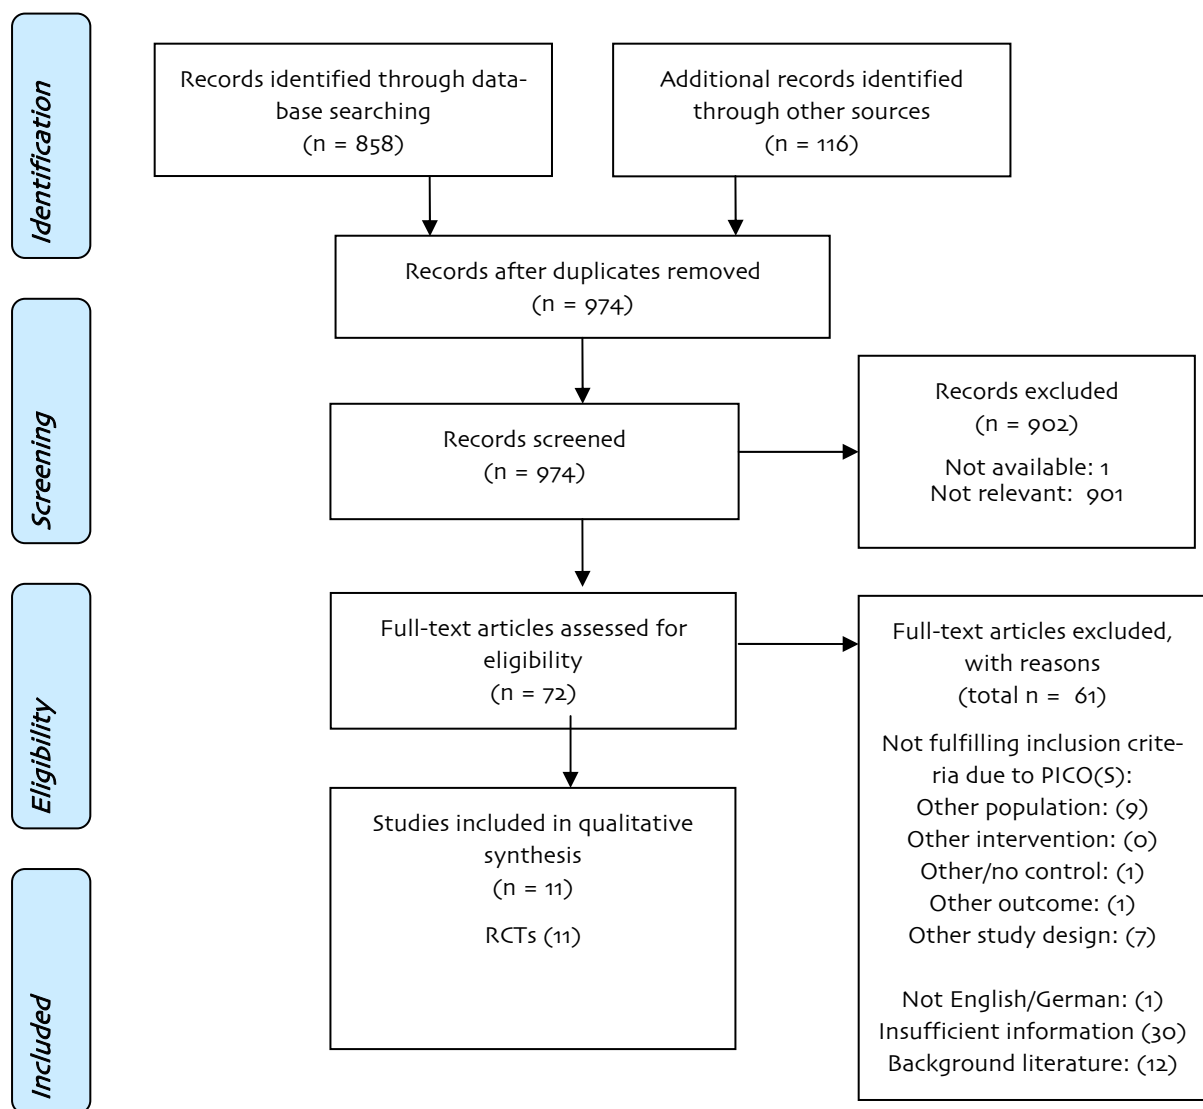 Identification
Records identified through data-
base searching
(n = 858)
Additional records identified
through other sources
(n = 116)
Records after duplicates removed
(n = 974)
Screening
Records screened
(n = 974)
Records excluded
(n = 902)
Not available: 1
Not relevant: 901
Eligibility
Full-text articles assessed for
eligibility
(n = 72)
Full-text articles excluded,
with reasons
(total n = 61)
Not fulfilling inclusion crite-
ria due to PICO(S):
Other population: (9)
Other intervention: (0)
Other/no control: (1)
Other outcome: (1)
Other study design: (7)
Not English/German: (1)
Insufficient information (30)
Background literature: (12)
Included
Studies included in qualitative
synthesis
(n = 11)
RCTs (11)